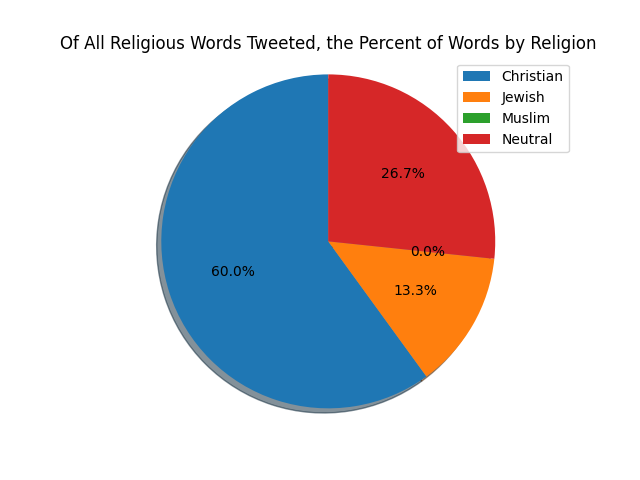 Of All Religious Words Tweeted, the Percent of Words by Religion
Christian
Jewish
Muslim
Neutral
26.7%
0.0%
60.0%
13.3%